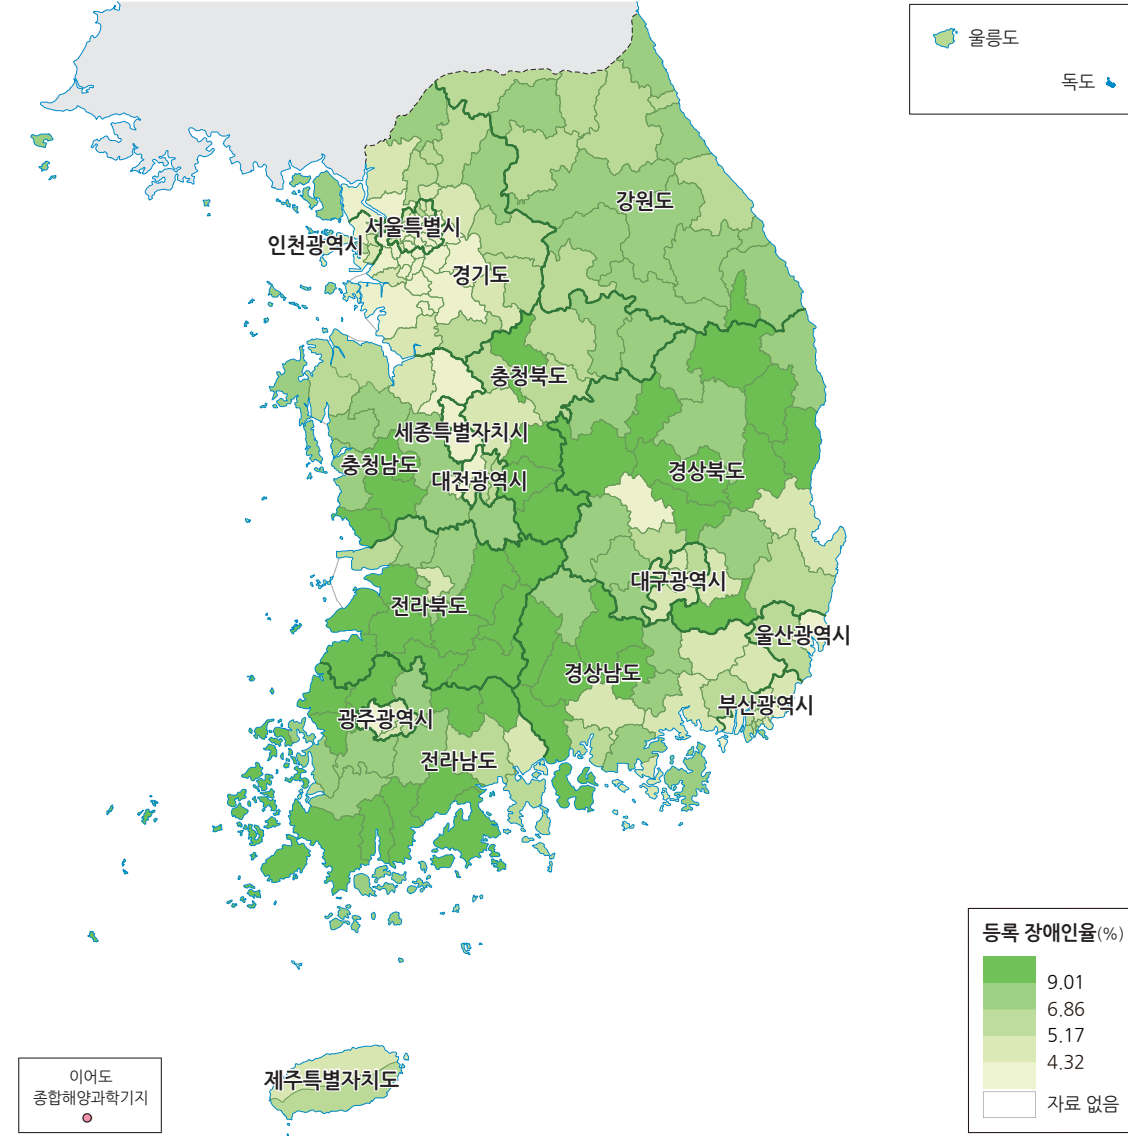 울릉도
독도
강원도
서울특별시
인천광역시
경기도
충청북도
세종특별자치시
충청남도
대전광역시
경상북도
대구광역시
전라북도
울산광역시
경상남도
부산광역시
광주광역시
전라남도
등록 장애인율(%)
9.01
6.86
5.17
4.32
자료 없음
이어도
종합해양과학기지
제주특별자치도